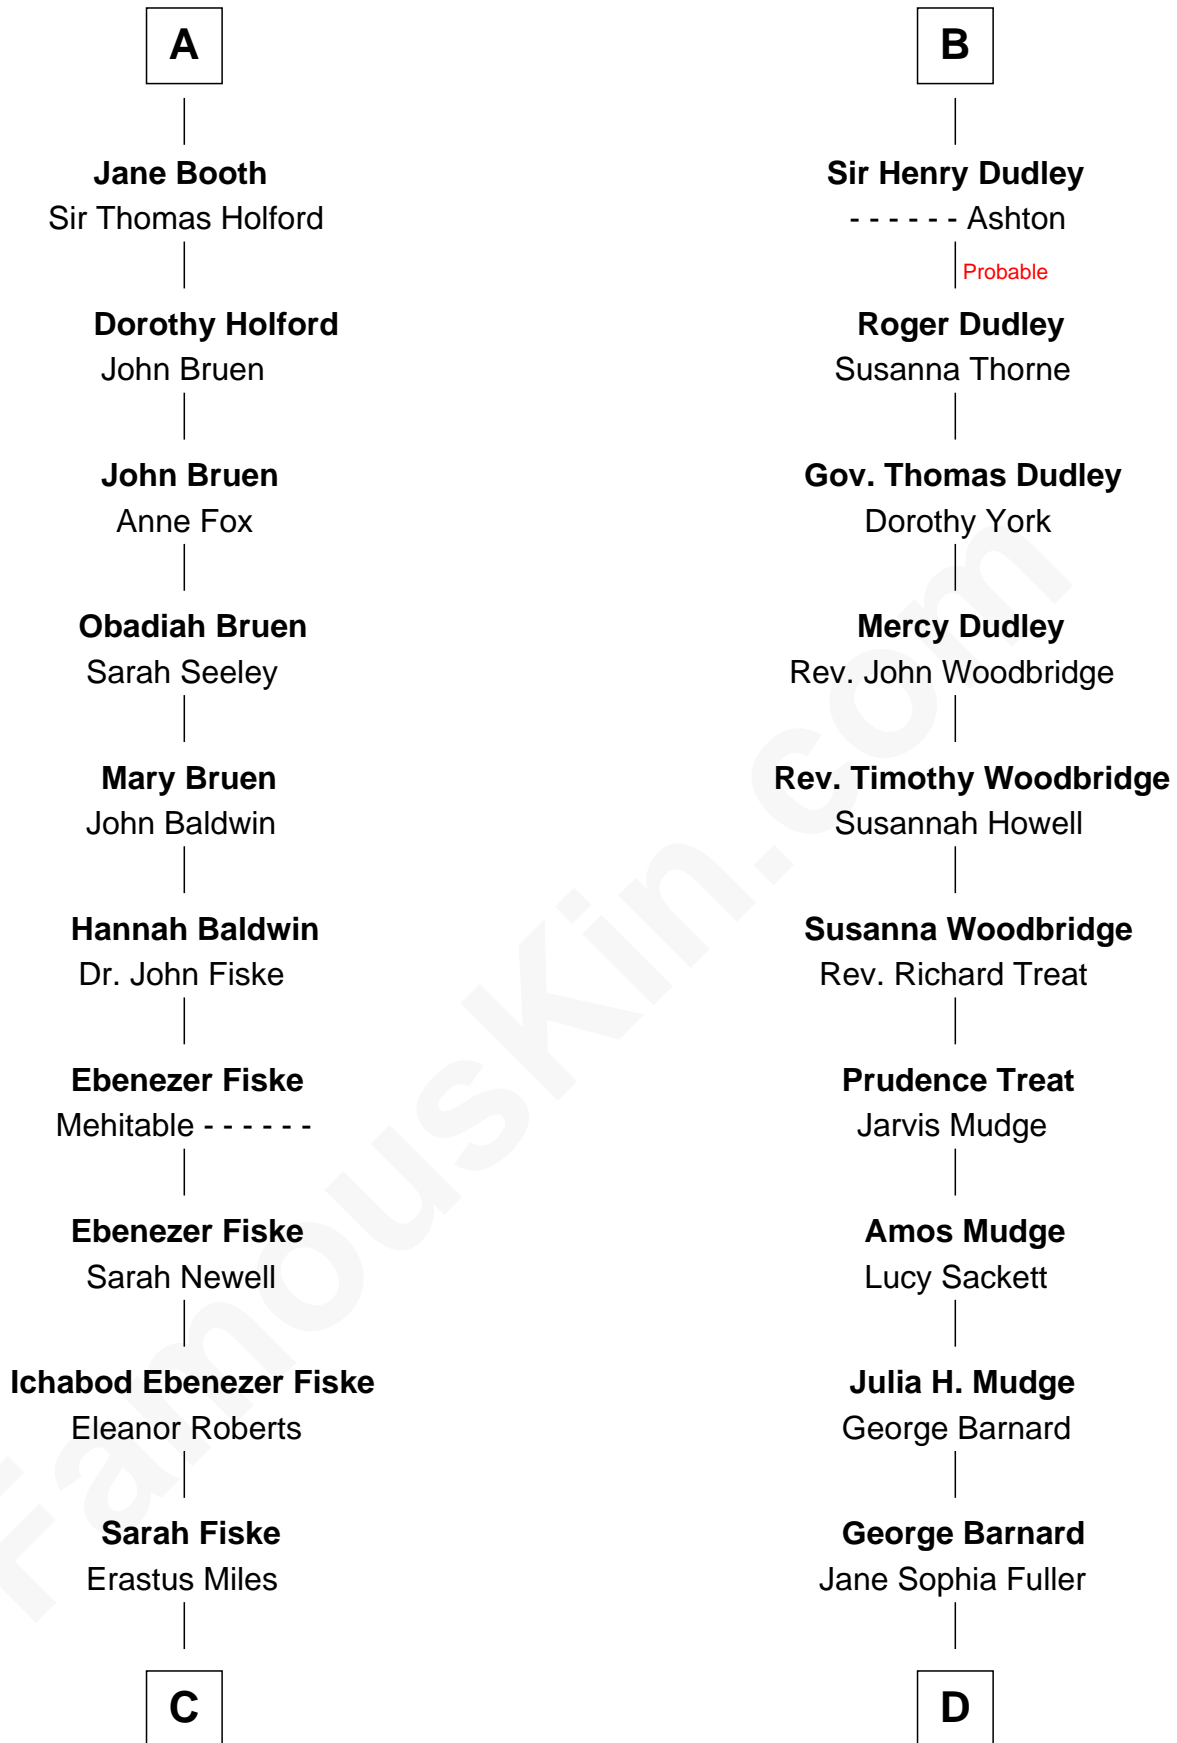 A
Jane Booth
Sir Thomas Holford
Dorothy Holford
John Bruen
John Bruen
Anne Fox
Obadiah Bruen
Sarah Seeley
Mary Bruen
John Baldwin
Hannah Baldwin
Dr. John Fiske
Ebenezer Fiske
Mehitable - - - - - -
Ebenezer Fiske
Sarah Newell
Ichabod Ebenezer Fiske
Eleanor Roberts
Sarah Fiske
Erastus Miles
C
B
Sir Henry Dudley
- - - - - - Ashton
Probable
Roger Dudley
Susanna Thorne
Gov. Thomas Dudley
Dorothy York
Mercy Dudley
Rev. John Woodbridge
Rev. Timothy Woodbridge
Susannah Howell
Susanna Woodbridge
Rev. Richard Treat
Prudence Treat
Jarvis Mudge
Amos Mudge
Lucy Sackett
Julia H. Mudge
George Barnard
George Barnard
Jane Sophia Fuller
D
FamousKin.com